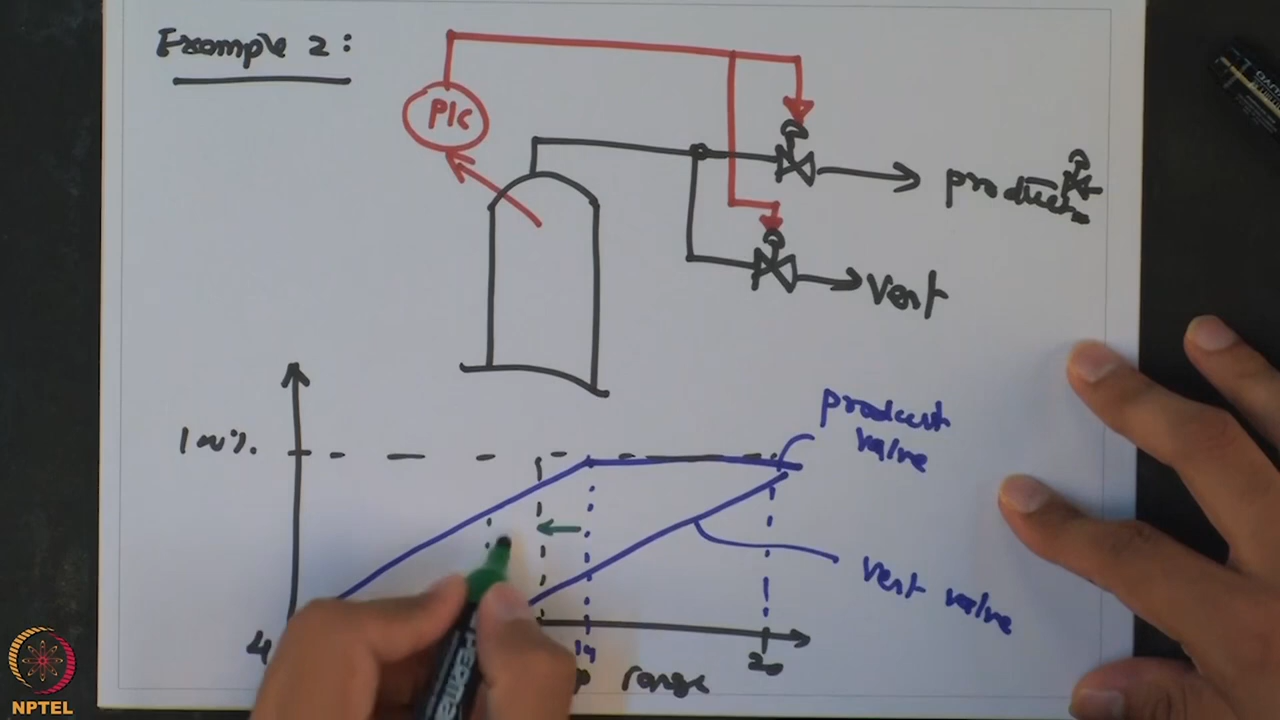 Example 2:
PIC
product
Vent
100%.
product
valve
vent valve
4
14
20
range
NPTEL